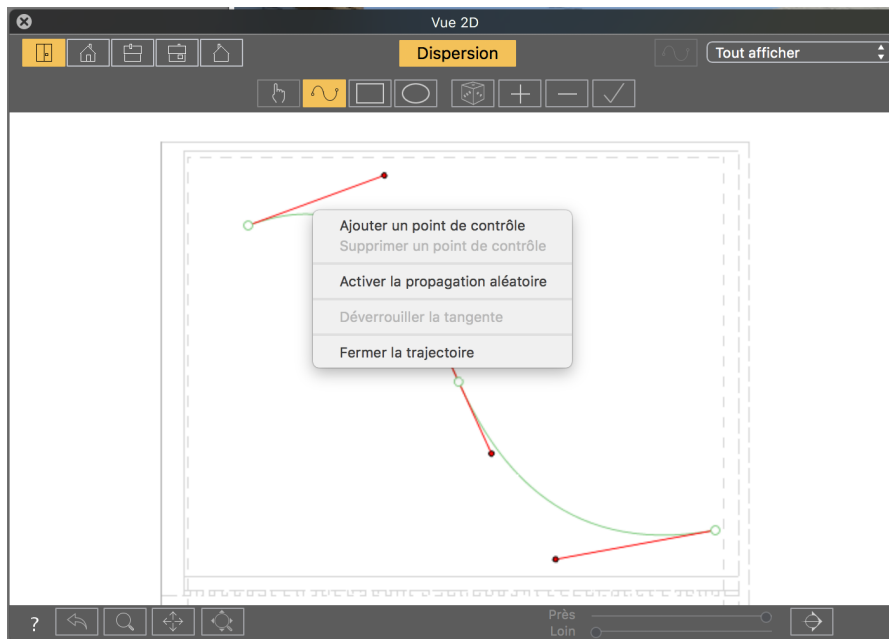 Vue 2D
Dispersion
Tout afficher
Ajouter un point de contrôle
Supprimer un point de contrôle
Activer la propagation aléatoire
Déverrouiller la tangente
Fermer la trajectoire
?
Près
Loin